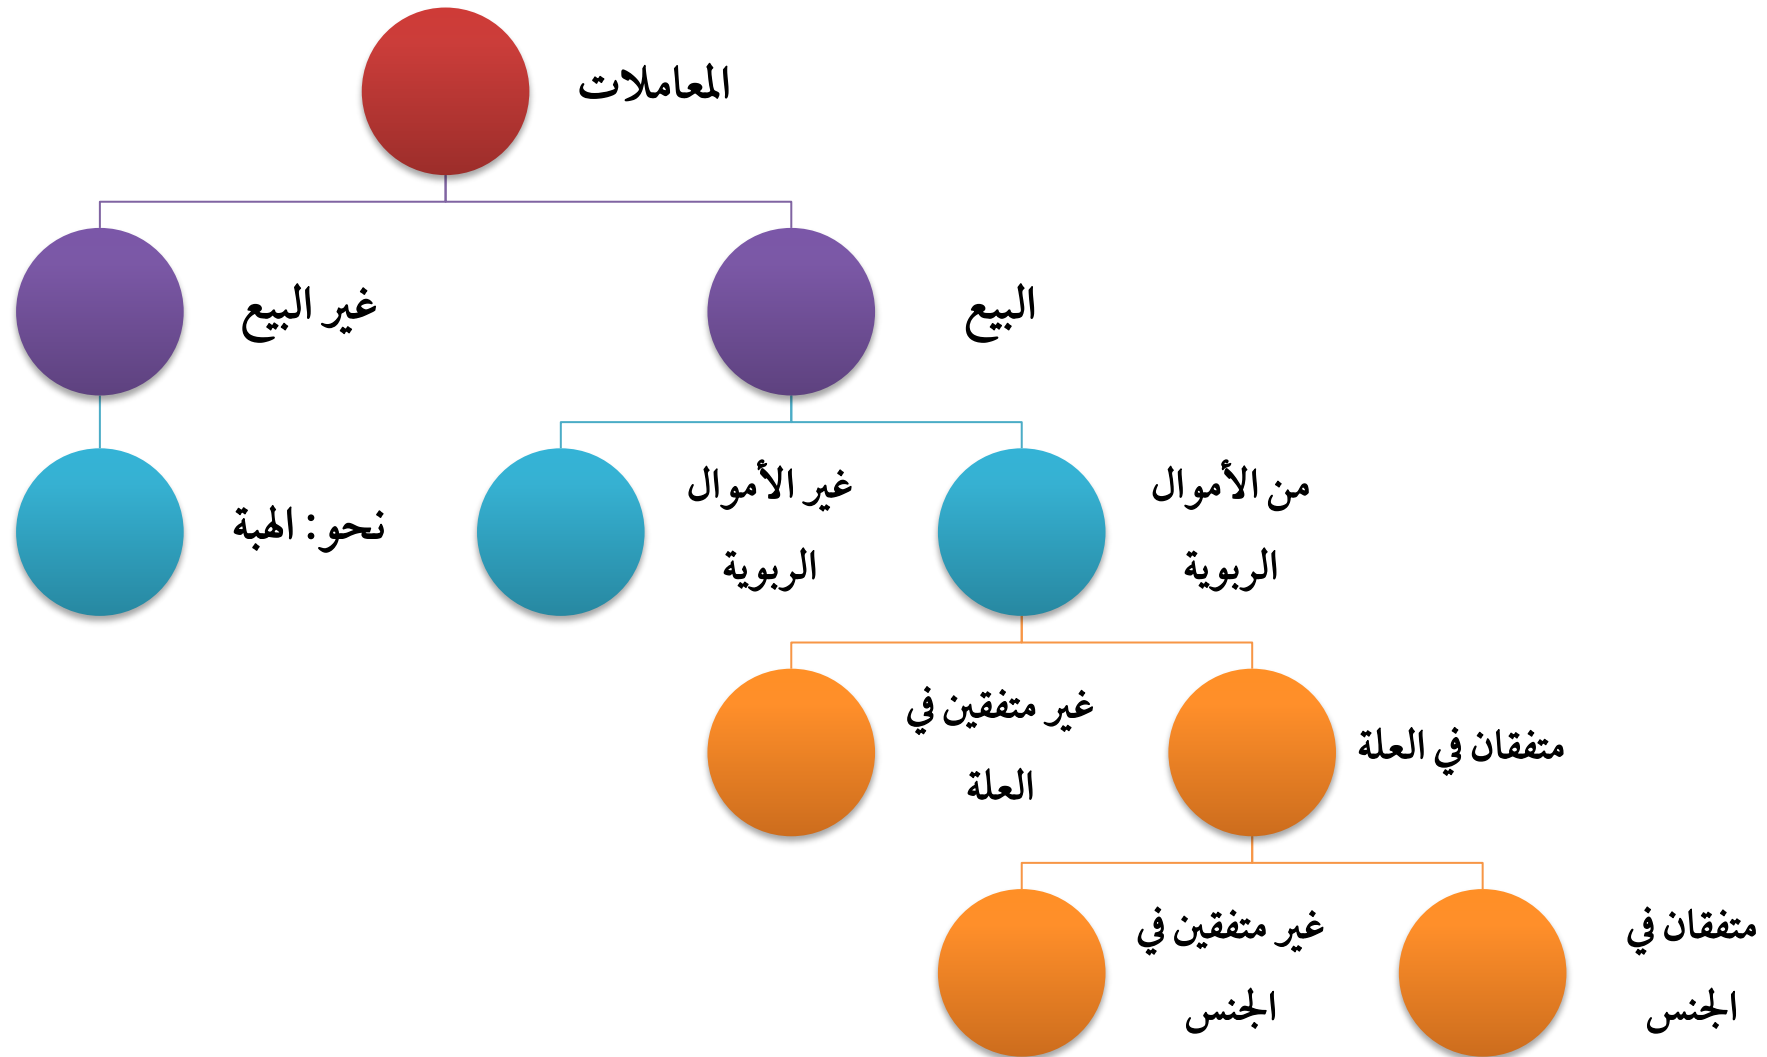 المعاملات
البيع
غير البيع
من الأموال
الربوية
غير الأموال
الربوية
نحو: الهبة
متفقان في العلة
غير متفقين في
العلة
متفقان في
الجنس
غير متفقين في
الجنس